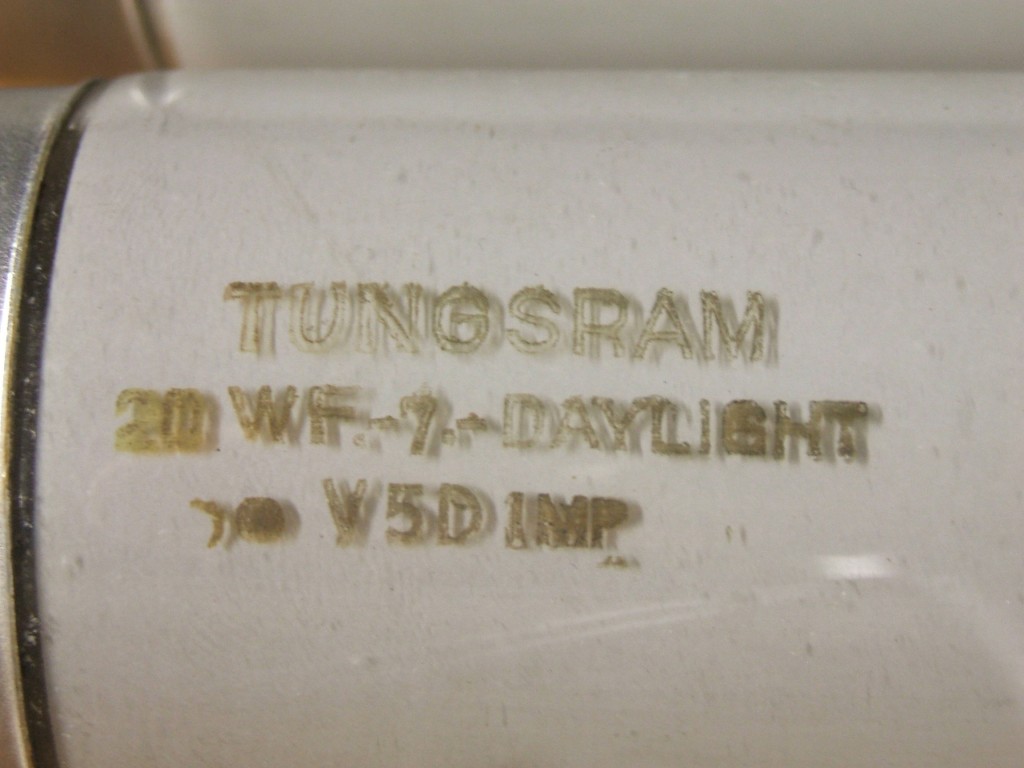 TUNGSRAM
20 WF.-7.-DAYLIGHT
V5D IMP